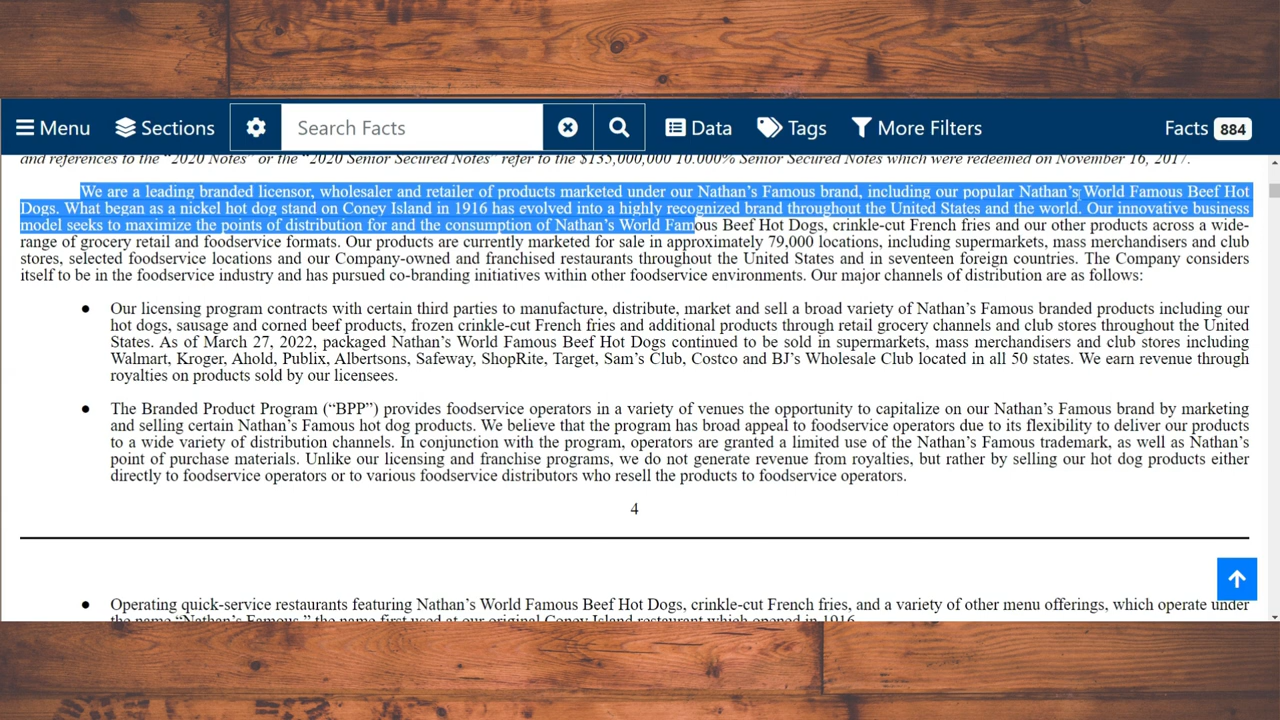 Menu
Sections
Search Facts
Data
Tags
More Filters
Facts 884
and references to the “2020 Notes” or the “2020 Senior Secured Notes” refer to the $135,000,000 10.000% Senior Secured Notes which were redeemed on November 16, 2017.
We are a leading branded licensor, wholesaler and retailer of products marketed under our Nathan’s Famous brand, including our popular Nathan’s World Famous Beef Hot
Dogs. What began as a nickel hot dog stand on Coney Island in 1916 has evolved into a highly recognized brand throughout the United States and the world. Our innovative business
model seeks to maximize the points of distribution for and the consumption of Nathan’s World Famous Beef Hot Dogs, crinkle-cut French fries and our other products across a wide-
range of grocery retail and foodservice formats. Our products are currently marketed for sale in approximately 79,000 locations, including supermarkets, mass merchandisers and club
stores, selected foodservice locations and our Company-owned and franchised restaurants throughout the United States and in seventeen foreign countries. The Company considers
itself to be in the foodservice industry and has pursued co-branding initiatives within other foodservice environments. Our major channels of distribution are as follows:
● Our licensing program contracts with certain third parties to manufacture, distribute, market and sell a broad variety of Nathan’s Famous branded products including our
hot dogs, sausage and corned beef products, frozen crinkle-cut French fries and additional products through retail grocery channels and club stores throughout the United
States. As of March 27, 2022, packaged Nathan’s World Famous Beef Hot Dogs continued to be sold in supermarkets, mass merchandisers and club stores including
Walmart, Kroger, Ahold, Publix, Albertsons, Safeway, ShopRite, Target, Sam’s Club, Costco and BJ’s Wholesale Club located in all 50 states. We earn revenue through
royalties on products sold by our licensees.
● The Branded Product Program (“BPP”) provides foodservice operators in a variety of venues the opportunity to capitalize on our Nathan’s Famous brand by marketing
and selling certain Nathan’s Famous hot dog products. We believe that the program has broad appeal to foodservice operators due to its flexibility to deliver our products
to a wide variety of distribution channels. In conjunction with the program, operators are granted a limited use of the Nathan’s Famous trademark, as well as Nathan’s
point of purchase materials. Unlike our licensing and franchise programs, we do not generate revenue from royalties, but rather by selling our hot dog products either
directly to foodservice operators or to various foodservice distributors who resell the products to foodservice operators.
4
● Operating quick-service restaurants featuring Nathan’s World Famous Beef Hot Dogs, crinkle-cut French fries, and a variety of other menu offerings, which operate under
the name “Nathan’s Famous,” the name first used at our original Coney Island restaurant which opened in 1916.